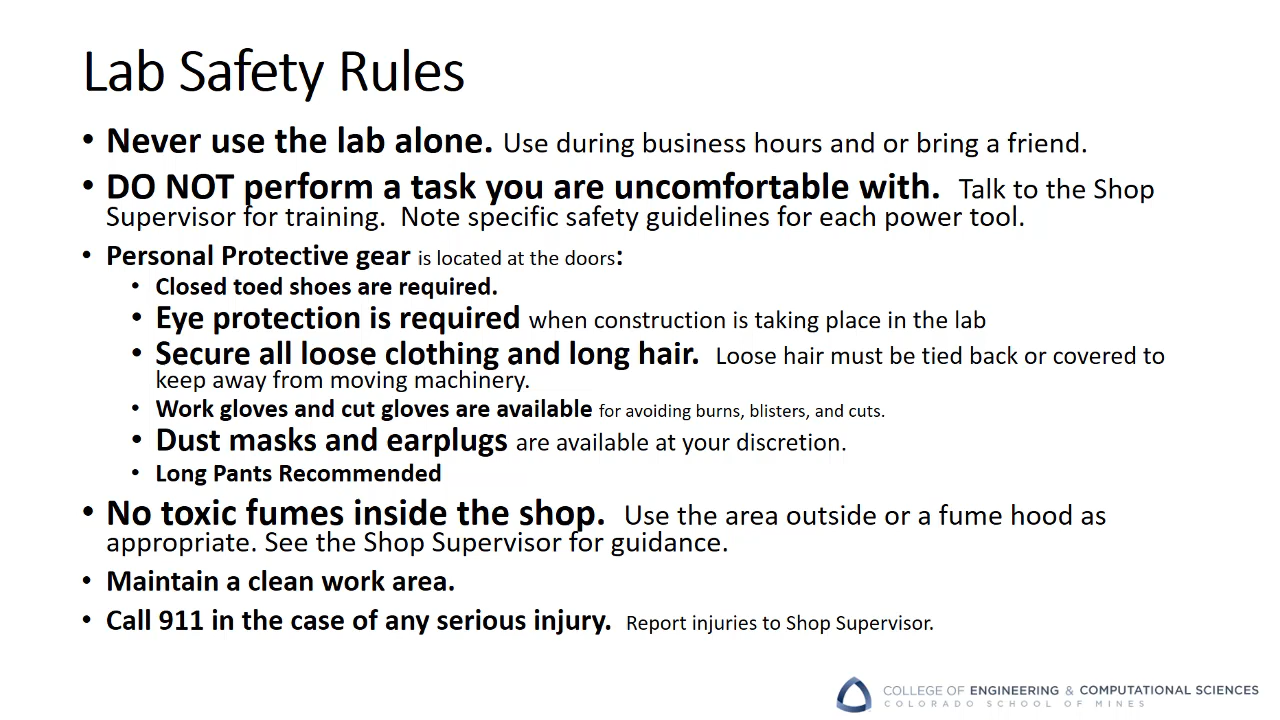 Lab Safety Rules
• Never use the lab alone. Use during business hours and or bring a friend.
• DO NOT perform a task you are uncomfortable with. Talk to the Shop
Supervisor for training. Note specific safety guidelines for each power tool.
• Personal Protective gear is located at the doors:
• Closed toed shoes are required.
• Eye protection is required when construction is taking place in the lab
• Secure all loose clothing and long hair. Loose hair must be tied back or covered to
keep away from moving machinery.
• Work gloves and cut gloves are available for avoiding burns, blisters, and cuts.
• Dust masks and earplugs are available at your discretion.
• Long Pants Recommended
• No toxic fumes inside the shop. Use the area outside or a fume hood as
appropriate. See the Shop Supervisor for guidance.
• Maintain a clean work area.
• Call 911 in the case of any serious injury. Report injuries to Shop Supervisor.
COLLEGE OF ENGINEERING & COMPUTATIONAL SCIENCES
COLORADO SCHOOL OF MINES